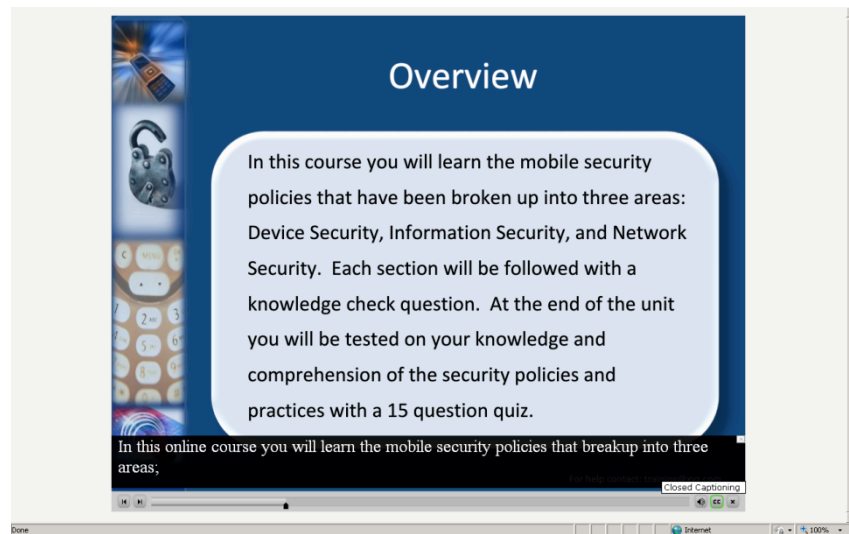 Overview
In this course you will learn the mobile security
policies that have been broken up into three areas:
Device Security, Information Security, and Network
Security. Each section will be followed with a
knowledge check question. At the end of the unit
you will be tested on your knowledge and
comprehension of the security policies and
practices with a 15 question quiz.
In this online course you will learn the mobile security policies that breakup into three
areas;
For help contact:
Closed Captioning
CC
Done
Internet
100%